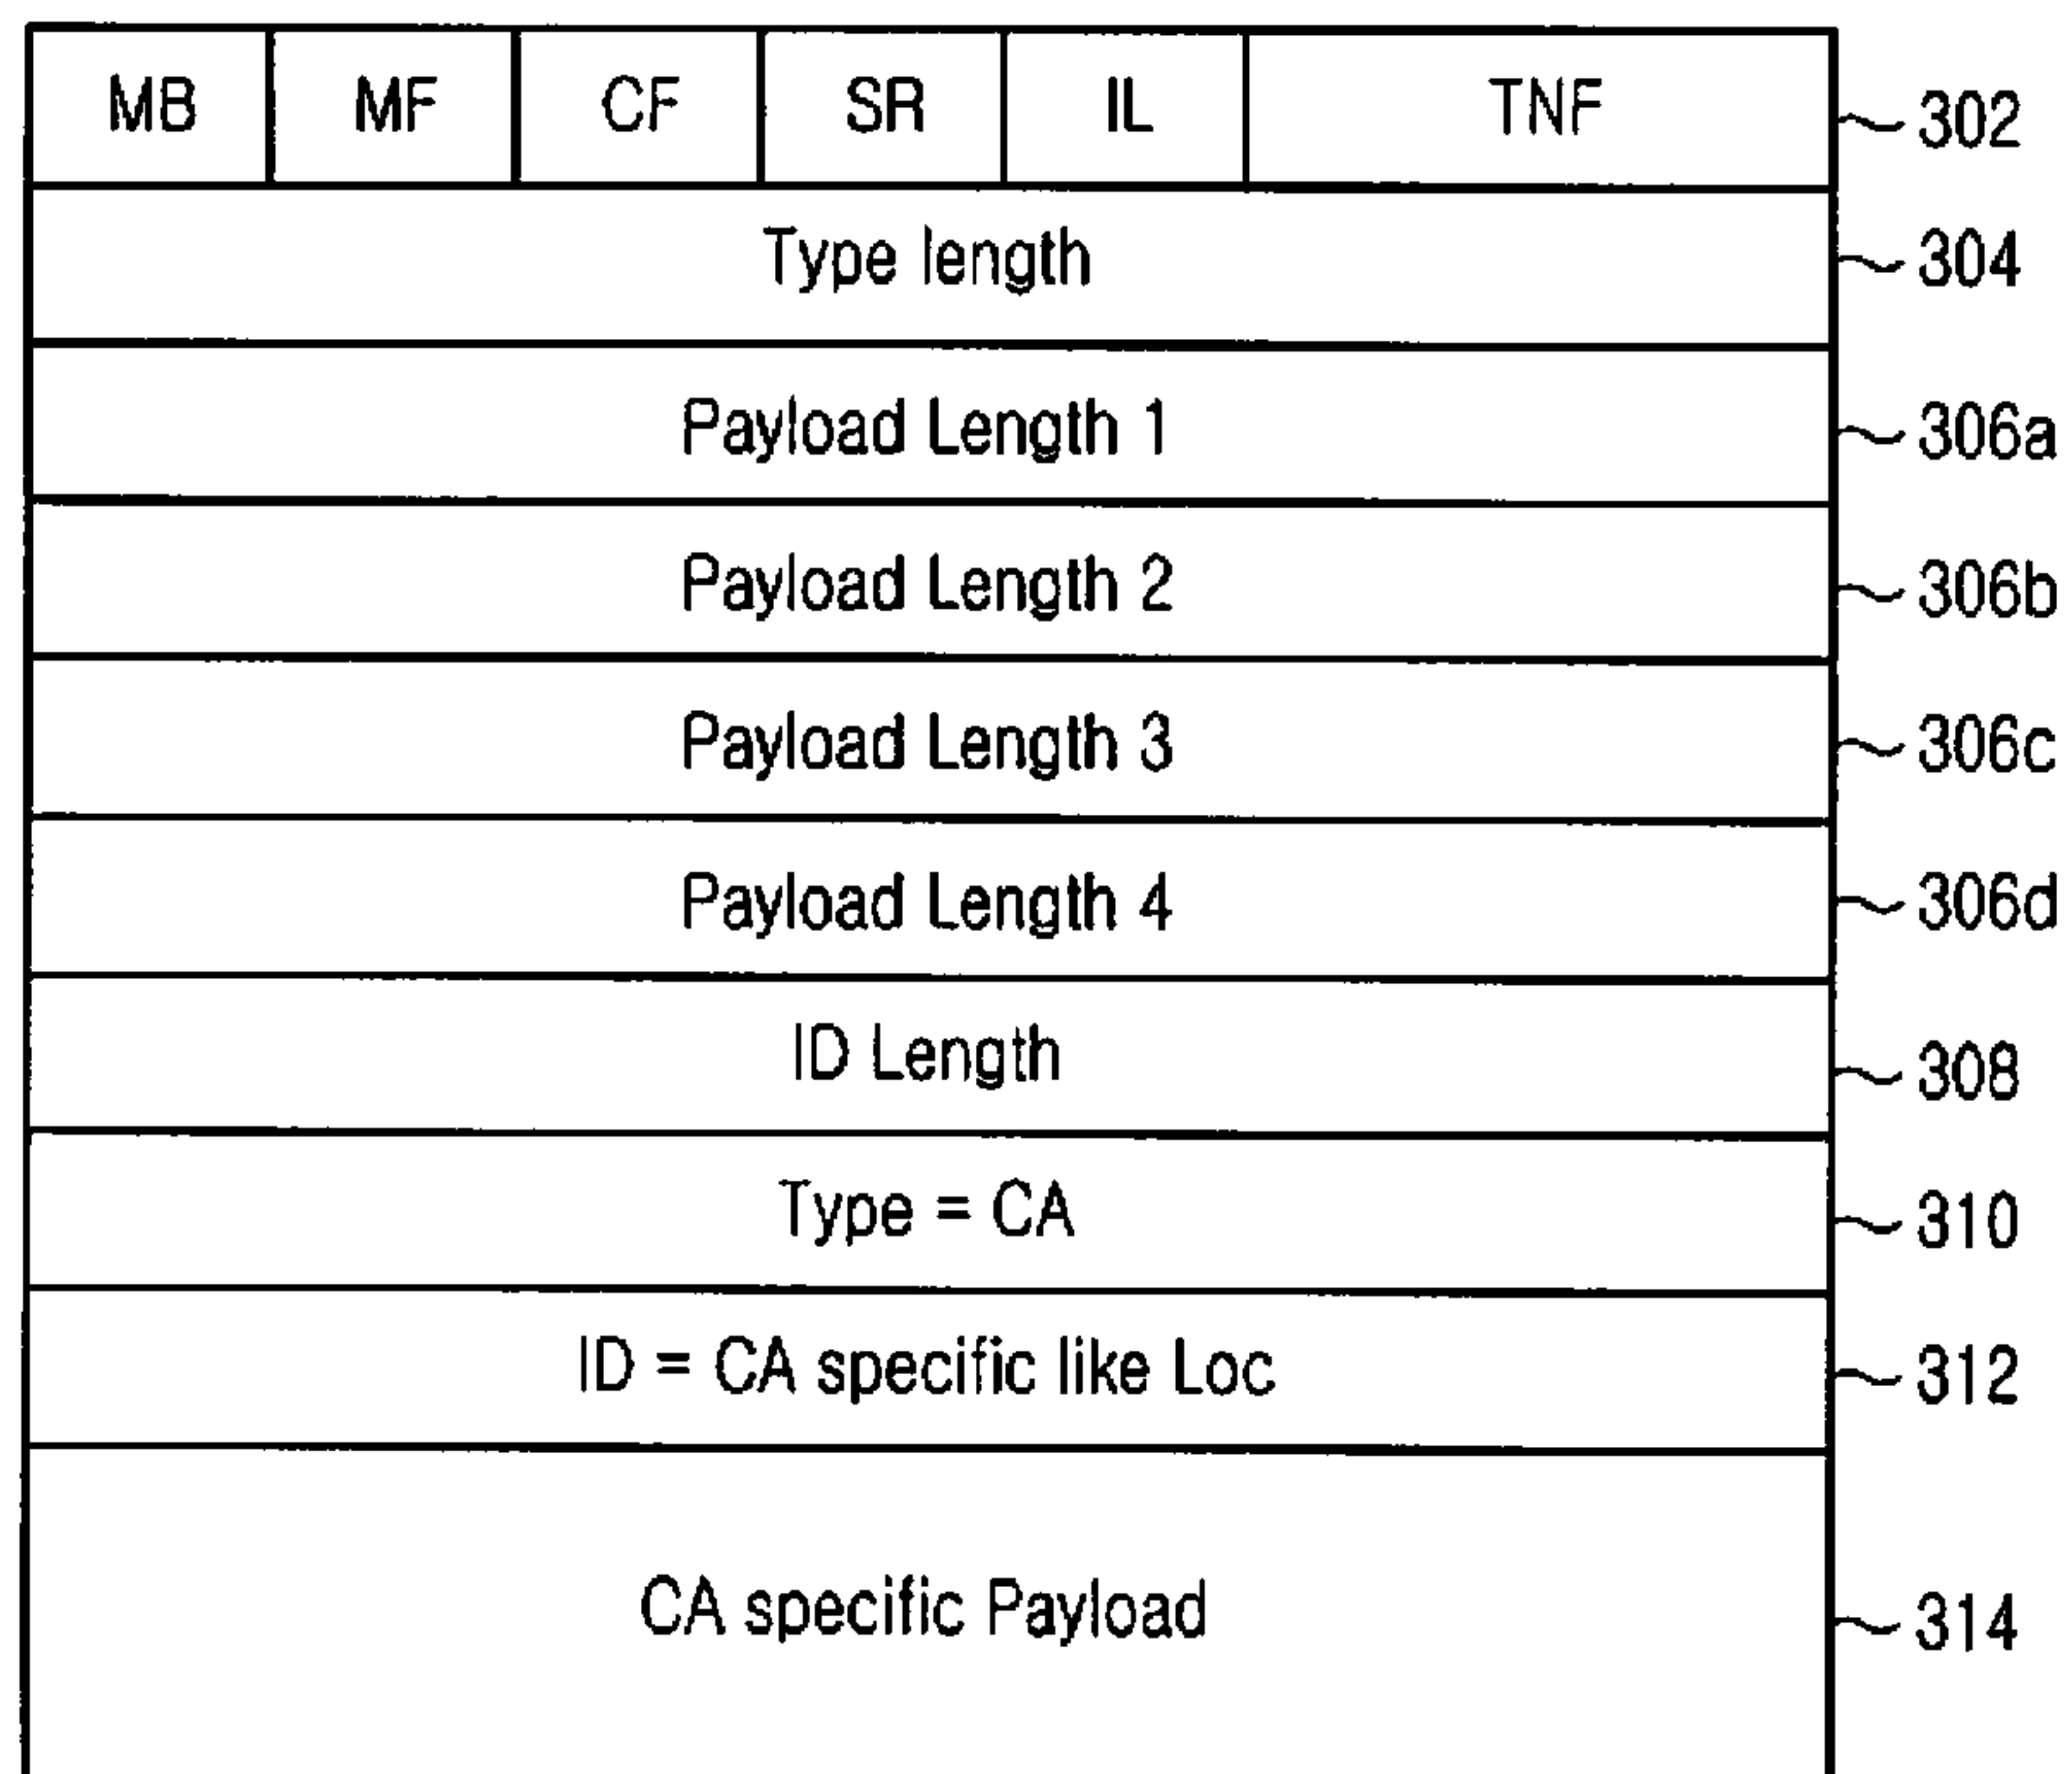 MB MF CF SR IL TNF 302
Type length 304
Payload Length 1 306a
Payload Length 2 306b
Payload Length 3 306c
Payload Length 4 306d
ID Length 308
Type = CA 310
ID = CA specific like Loc 312
CA specific Payload 314